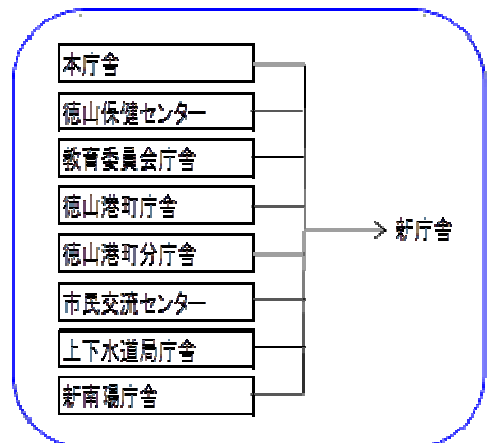 本庁舎
徳山保健センター
教育委員会庁舎
徳山港町庁舎
徳山港町分庁舎
新庁舎
市民交流センター
上下水道局庁舎
新南陽庁舎